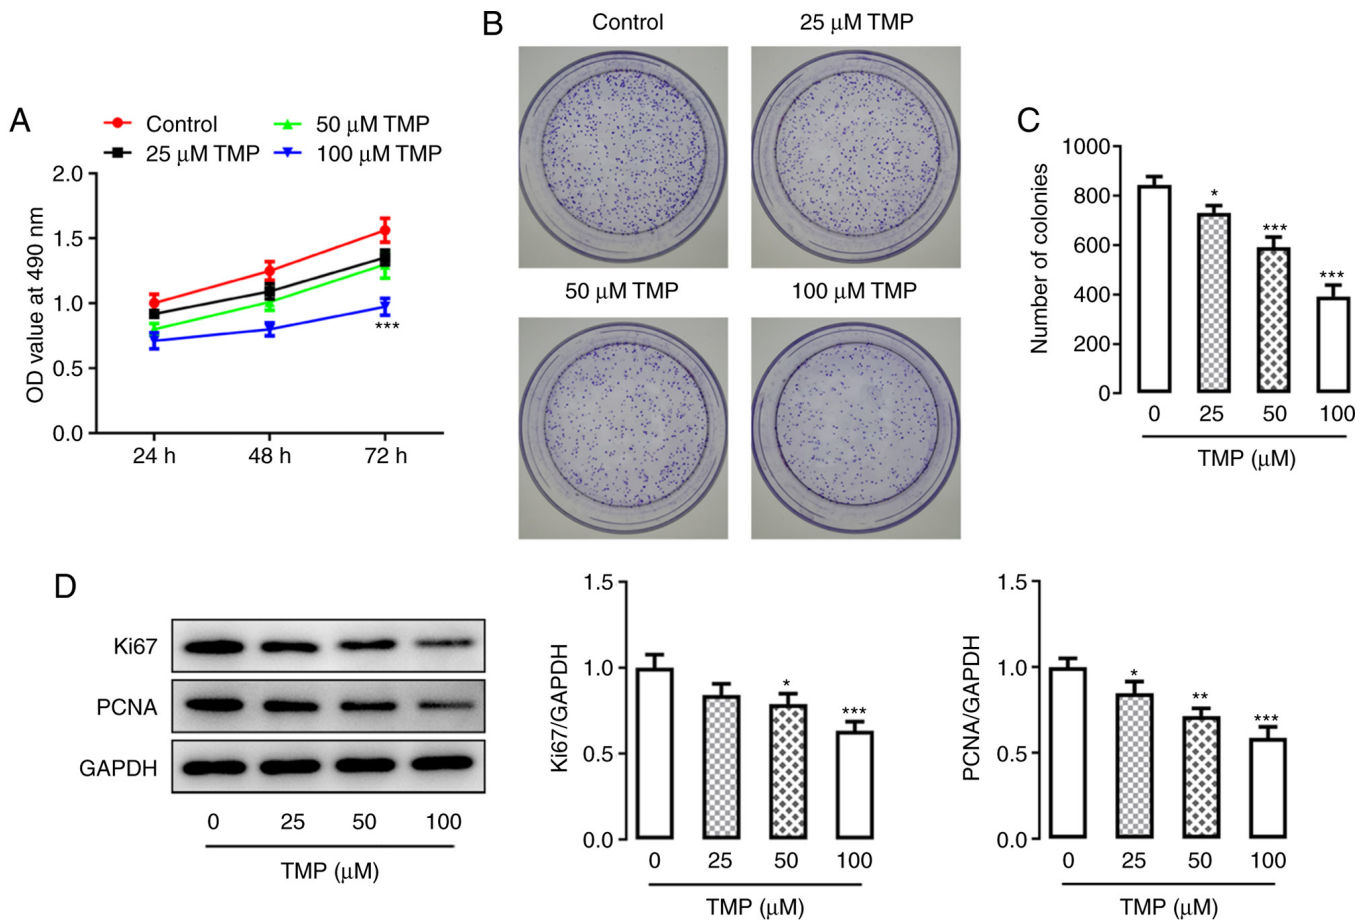 A
Control
25 μM TMP
50 μM TMP
100 μM TMP
OD value at 490 nm
2.0
1.5
1.0
0.5
0.0
24 h
48 h
72 h
***
B
Control
25 μM TMP
50 μM TMP
100 μM TMP
C
Number of colonies
1000
800
600
400
200
0
*
***
***
0
25
50
100
TMP (μM)
D
Ki67
PCNA
GAPDH
0
25
50
100
TMP (μM)
Ki67/GAPDH
1.5
1.0
0.5
0.0
*
***
0
25
50
100
TMP (μM)
PCNA/GAPDH
1.5
1.0
0.5
0.0
*
**
***
0
25
50
100
TMP (μM)